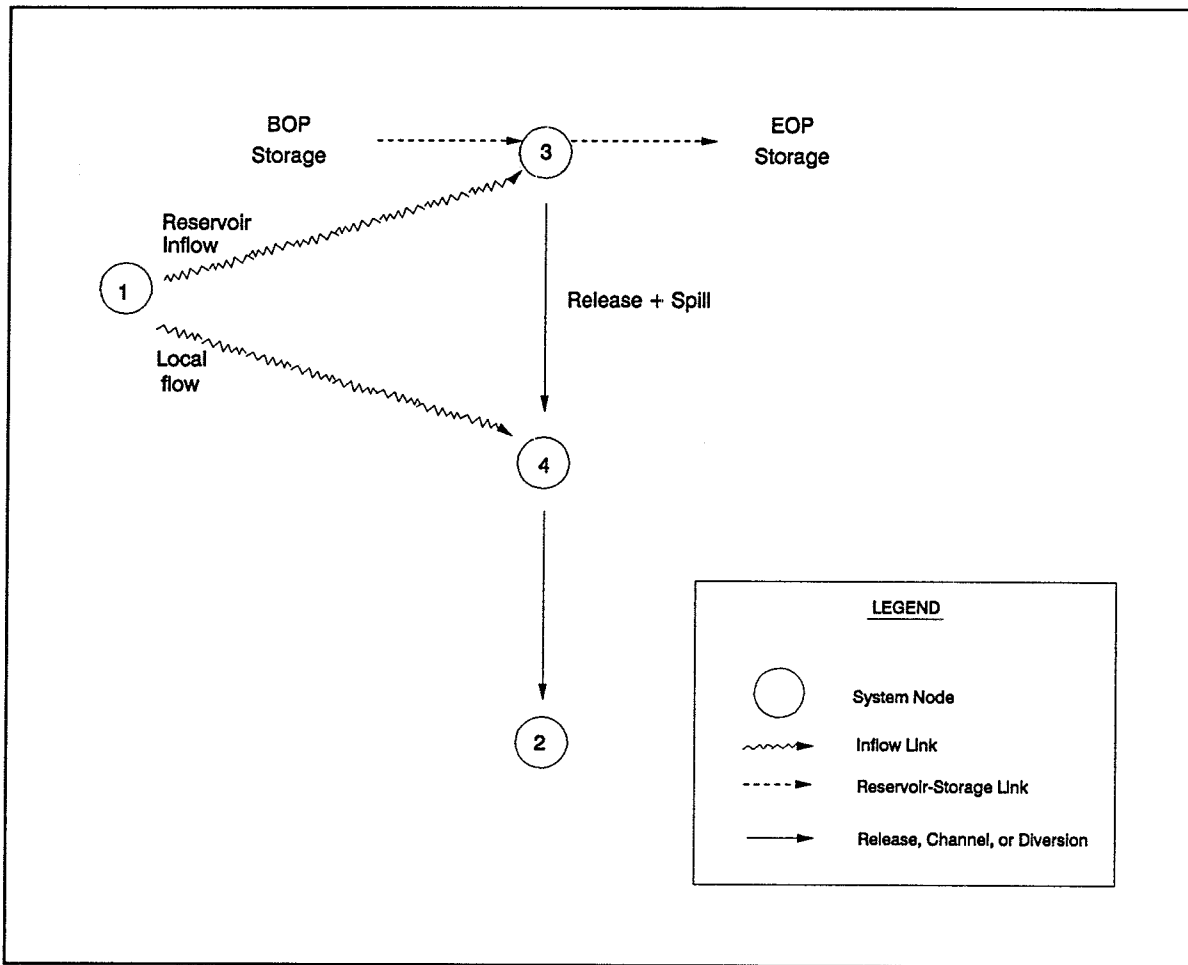 BOP
Storage
3
EOP
Storage
Reservoir
Inflow
1
Release + Spill
Local
flow
4
2
LEGEND
System Node
Inflow Link
Reservoir-Storage Link
Release, Channel, or Diversion